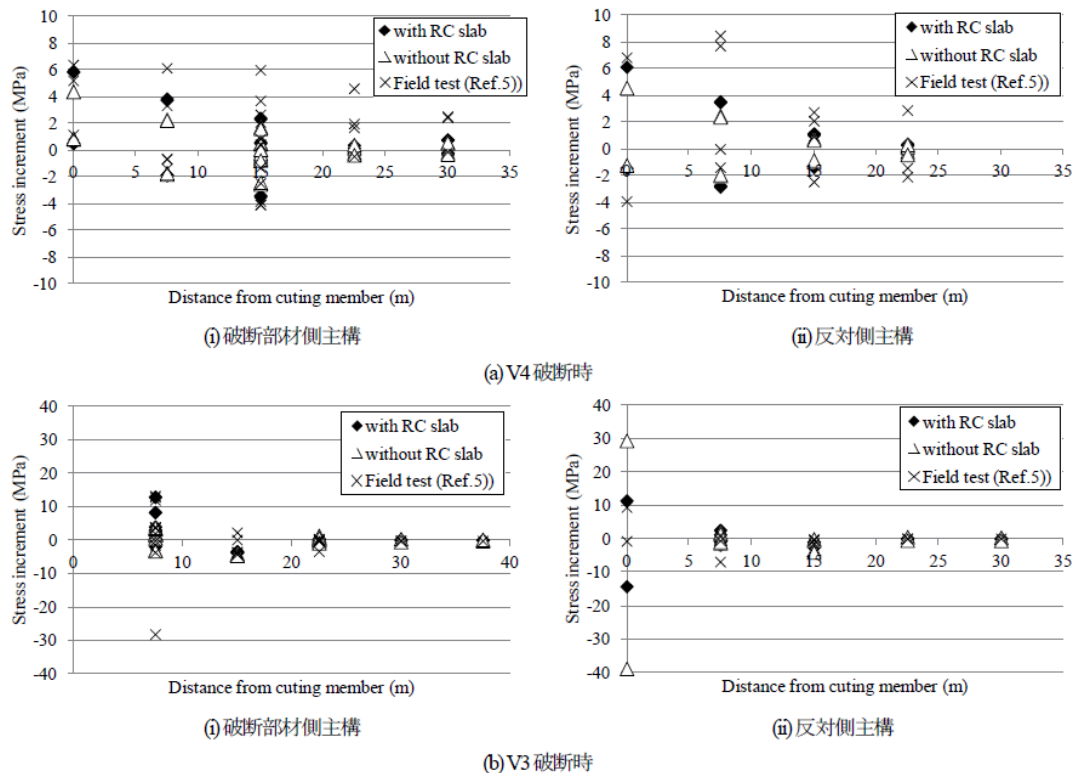 Stress increment (MPa)
10
8
6
4
2
0
-2
-4
-6
-8
-10
0 5 10 15 20 25 30 35
with RC slab
without RC slab
Field test (Ref.5))
Distance from cuting member (m)
(i) 破断部材側主構
Stress increment (MPa)
10
8
6
4
2
0
-2
-4
-6
-8
-10
0 5 10 15 20 25 30 35
with RC slab
without RC slab
Field test (Ref.5))
Distance from cuting member (m)
(ii) 反対側主構
(a) V4 破断時
Stress increment (MPa)
40
30
20
10
0
-10
-20
-30
-40
0 10 20 30 40
with RC slab
without RC slab
Field test (Ref.5))
Distance from cuting member (m)
(i) 破断部材側主構
Stress increment (MPa)
40
30
20
10
0
-10
-20
-30
-40
0 5 10 15 20 25 30 35
with RC slab
without RC slab
Field test (Ref.5))
Distance from cuting member (m)
(ii) 反対側主構
(b) V3 破断時